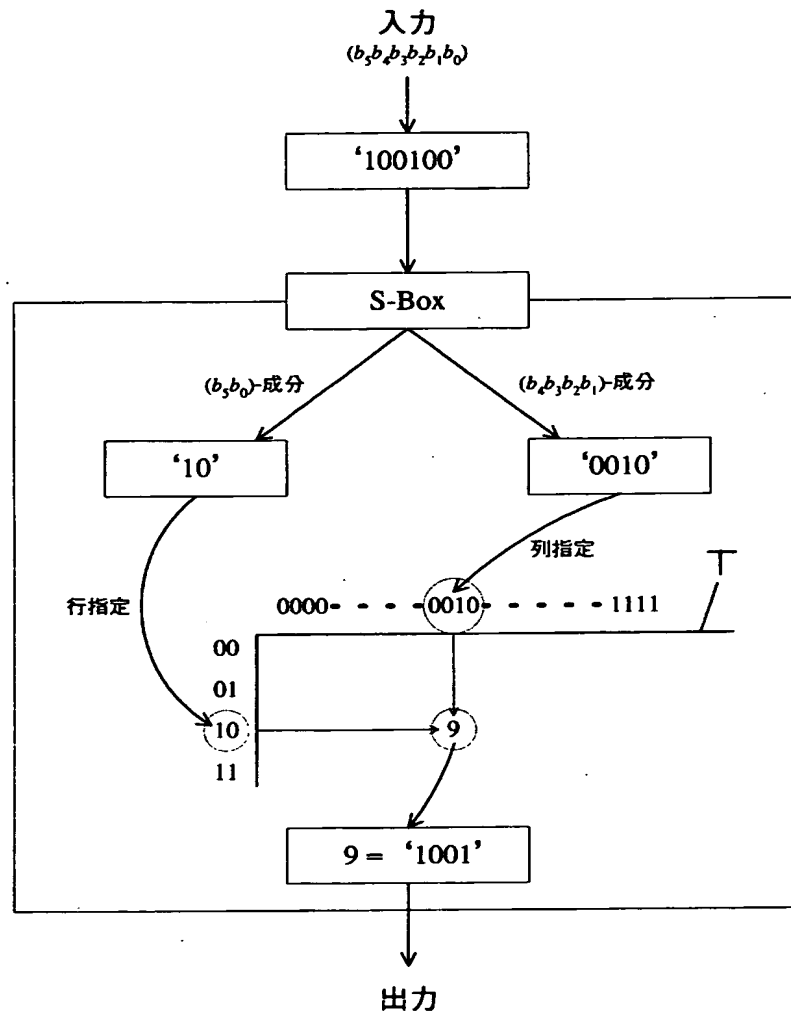 入力
(b₅b₄b₃b₂b₁b₀)
‘100100’
S-Box
(b₅b₀)-成分
(b₄b₃b₂b₁)-成分
‘10’
‘0010’
列指定
行指定
T
0000- - - -0010- - - - - -1111
00
01
10
9
11
9 = ‘1001’
出力